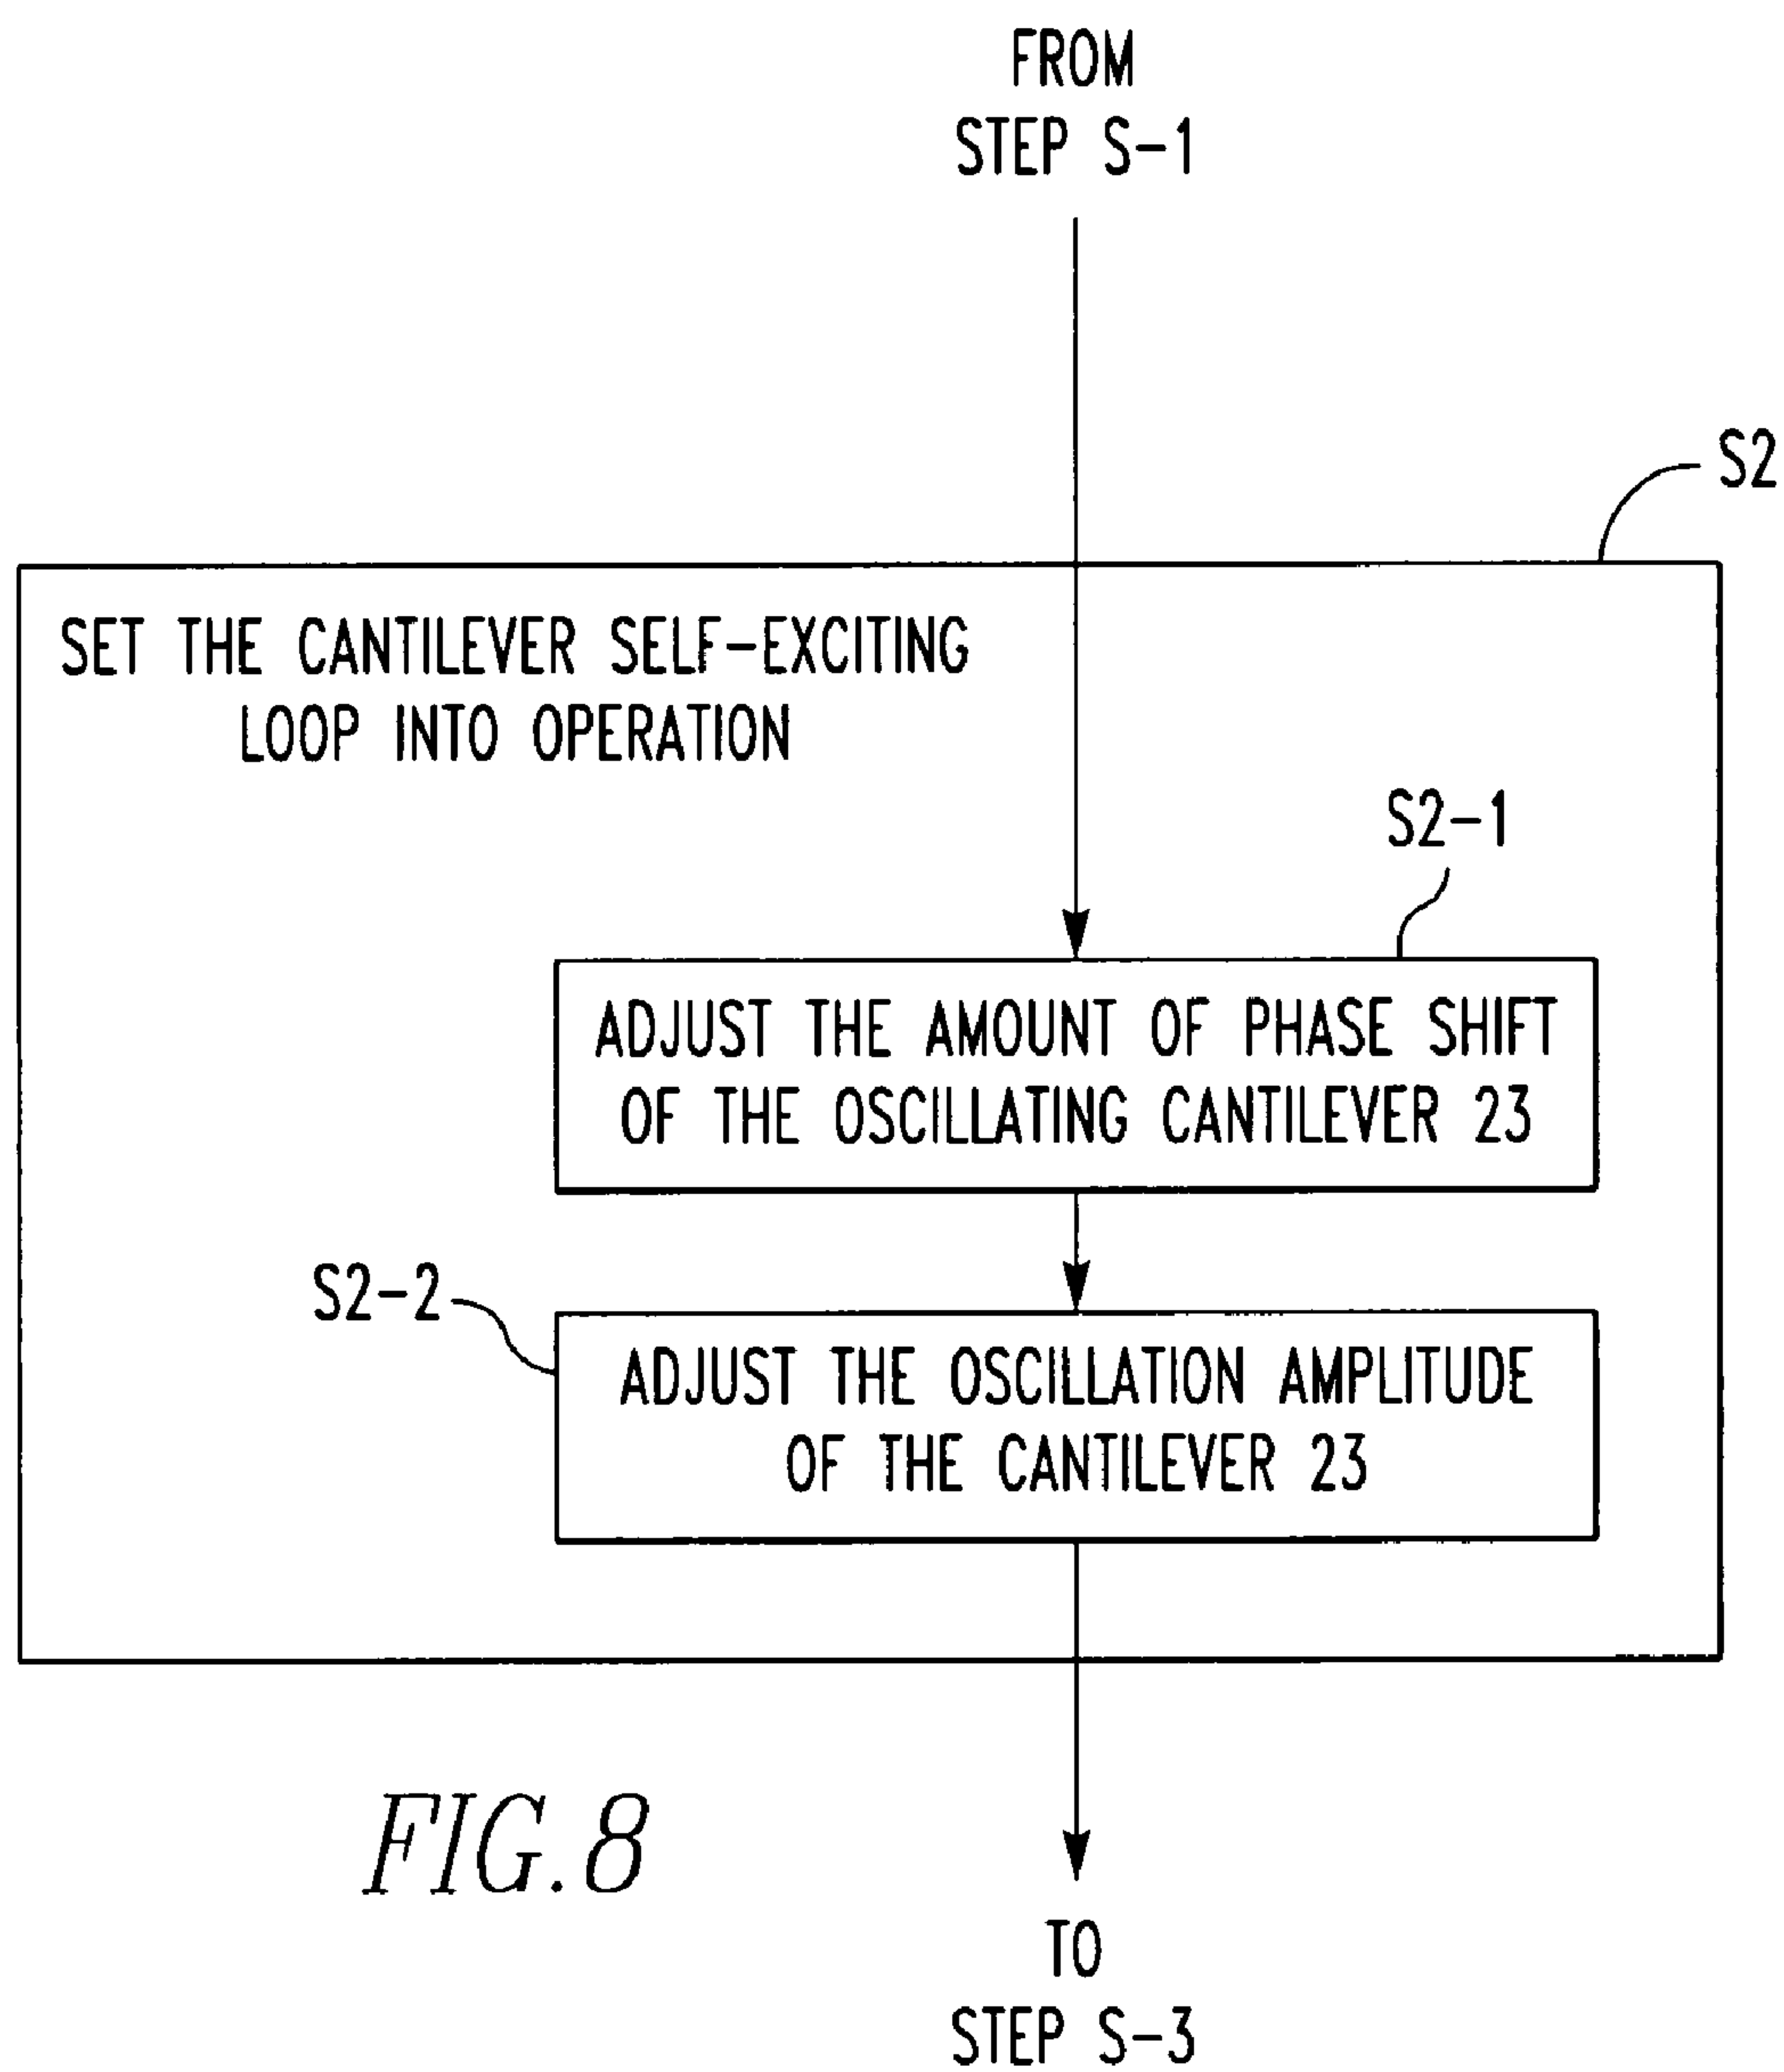 FROM
STEP S-1
S2
SET THE CANTILEVER SELF-EXCITING
LOOP INTO OPERATION
S2-1
ADJUST THE AMOUNT OF PHASE SHIFT
OF THE OSCILLATING CANTILEVER 23
S2-2
ADJUST THE OSCILLATION AMPLITUDE
OF THE CANTILEVER 23
FIG.8
TO
STEP S-3